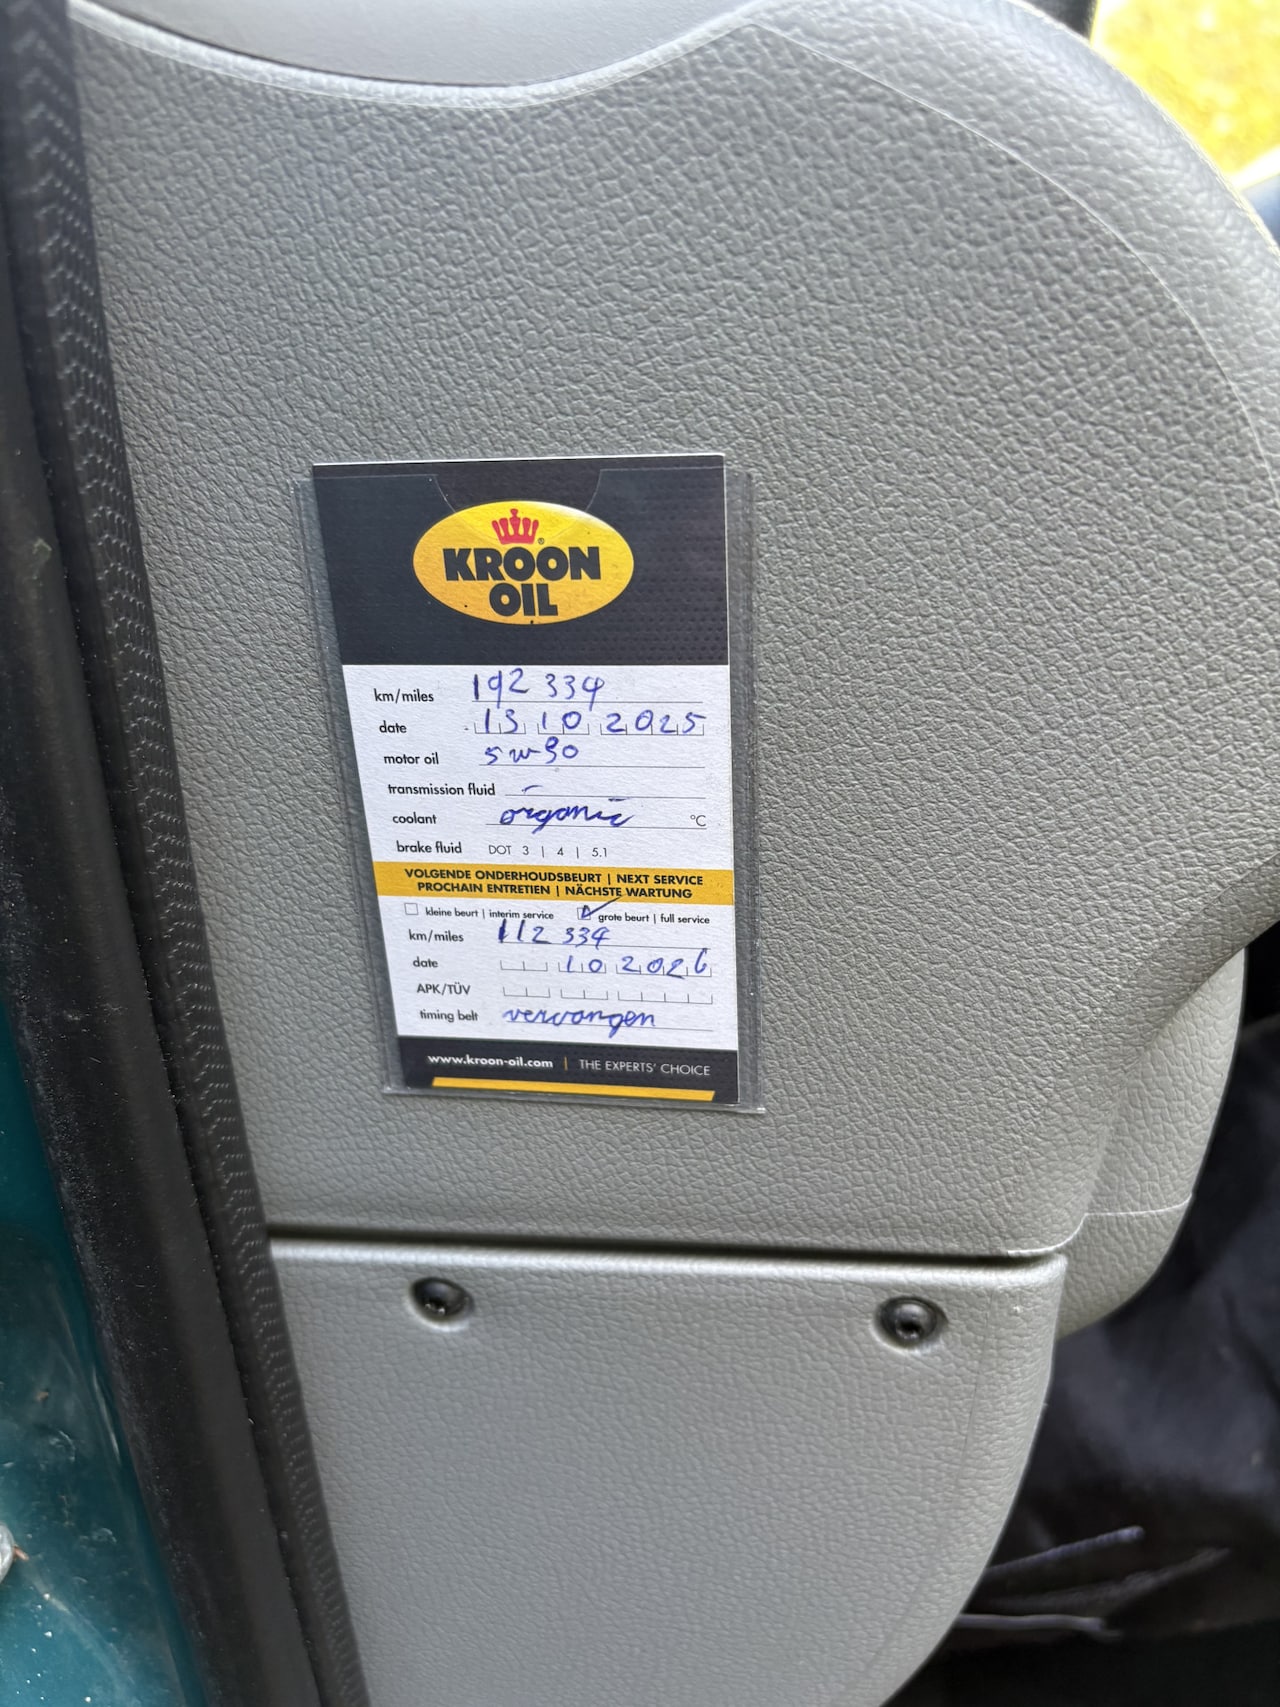 KROON
OIL
km/miles 192 334
date 13 10 2025
motor oil 5w30
transmission fluid -
coolant organic °C
brake fluid DOT 3 | 4 | 5.1
VOLGENDE ONDERHOUDSBEURT | NEXT SERVICE
PROCHAIN ENTRETIEN | NÄCHSTE WARTUNG
kleine beurt | interim service grote beurt | full service
km/miles 112 334
date 10 2026
APK/TÜV
timing belt vervangen
www.kroon-oil.com | THE EXPERTS' CHOICE